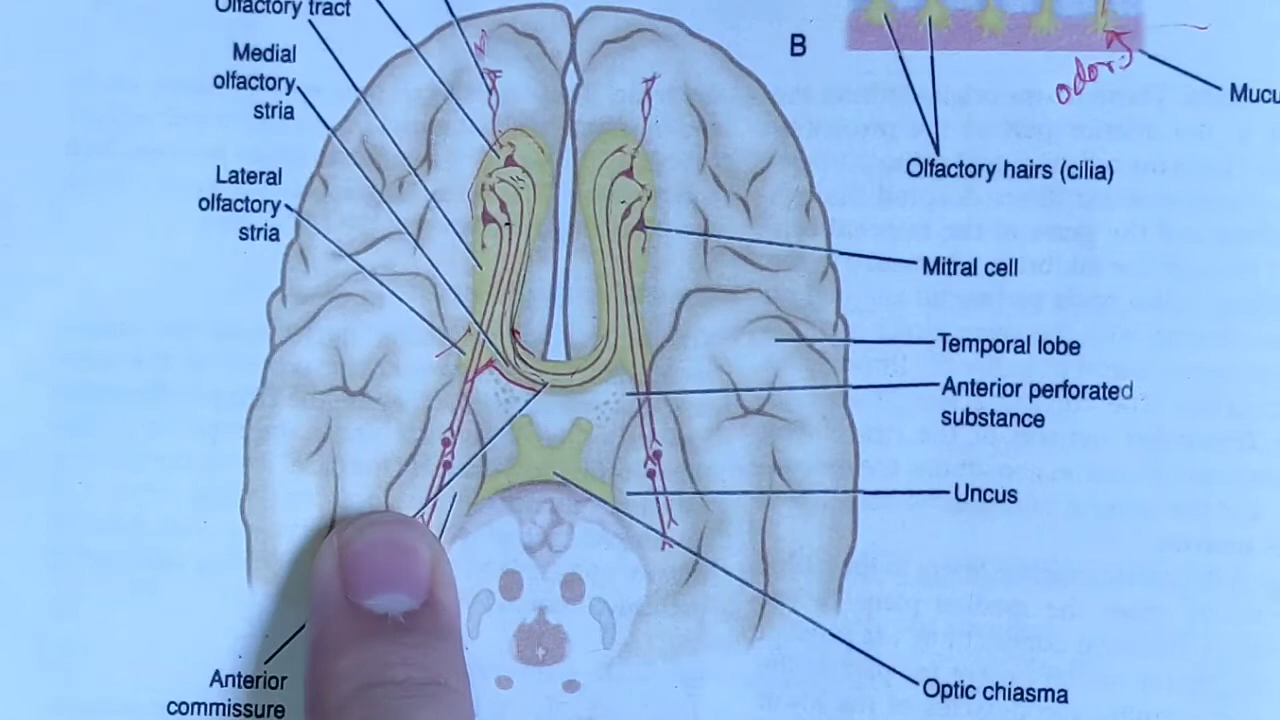 Olfactory tract
Medial
olfactory
stria
Lateral
olfactory
stria
B
odors
Olfactory hairs (cilia)
Mitral cell
Temporal lobe
Anterior perforated
substance
Uncus
Optic chiasma
Anterior
commissure